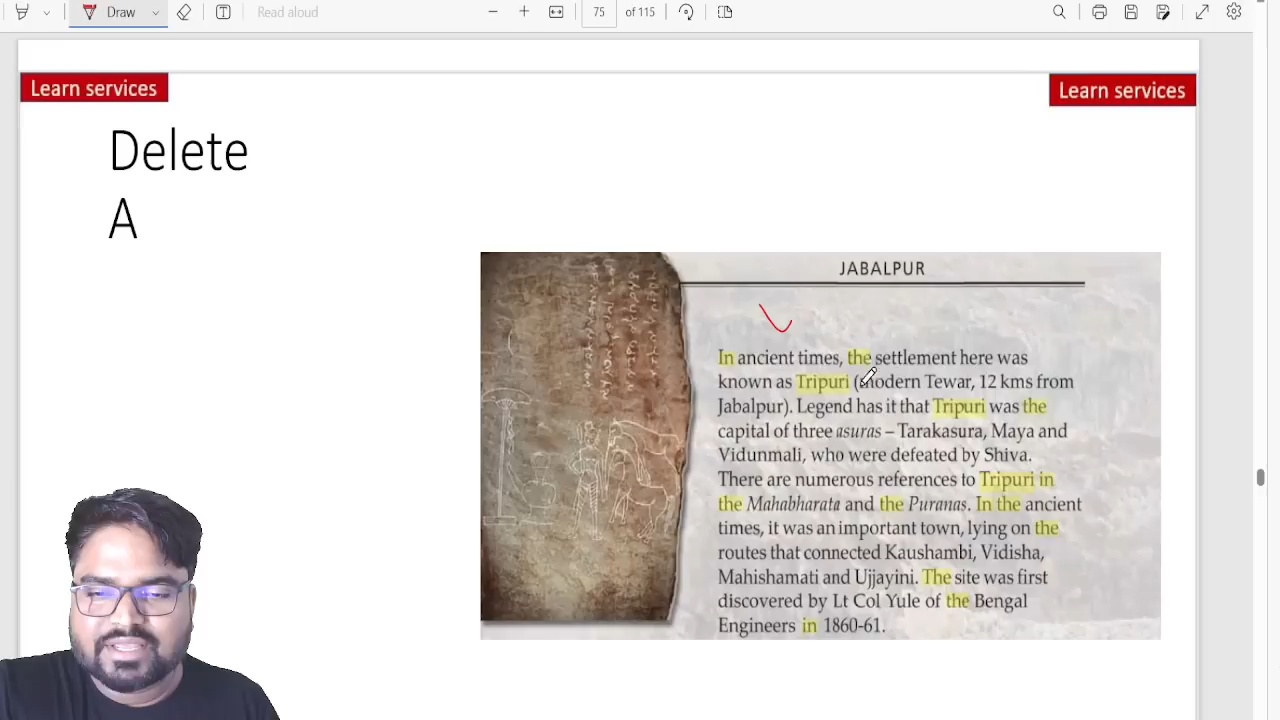 Draw
Read aloud
75 of 115
Learn services
Learn services
Delete
A
JABALPUR
In ancient times, the settlement here was
known as Tripuri (modern Tewar, 12 kms from
Jabalpur). Legend has it that Tripuri was the
capital of three asuras – Tarakasura, Maya and
Vidunmali, who were defeated by Shiva.
There are numerous references to Tripuri in
the Mahabharata and the Puranas. In the ancient
times, it was an important town, lying on the
routes that connected Kaushambi, Vidisha,
Mahishamati and Ujjayini. The site was first
discovered by Lt Col Yule of the Bengal
Engineers in 1860-61.